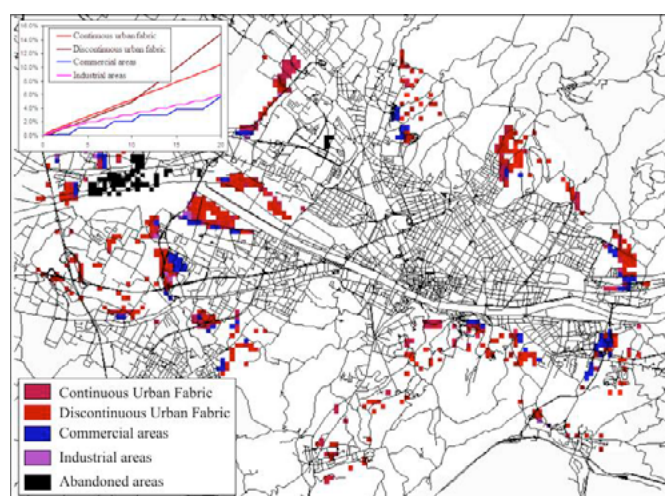 16.0%
14.0%
12.0%
10.0%
8.0%
6.0%
4.0%
2.0%
0.0%
Continuous urban fabric
Discontinuous urban fabric
Commercial areas
Industrial areas
0 5 10 15 20
Continuous Urban Fabric
Discontinuous Urban Fabric
Commercial areas
Industrial areas
Abandoned areas